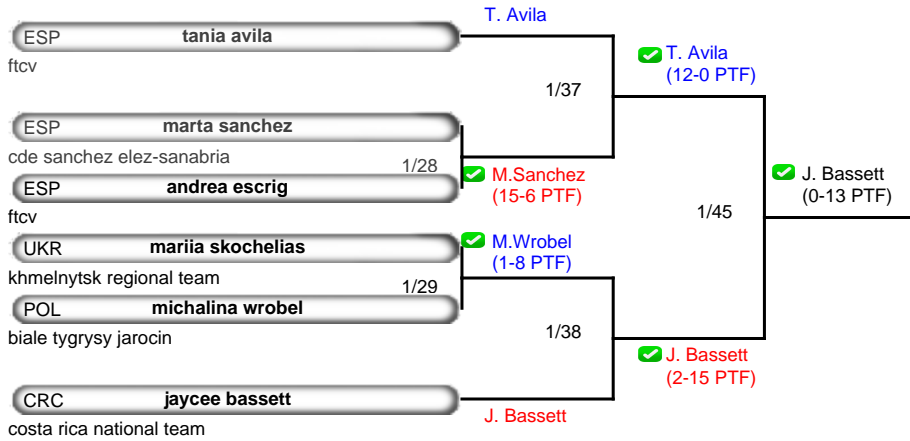 T. Avila
ESP tania avila
ftcv
T. Avila
(12-0 PTF)
1/37
ESP marta sanchez
cde sanchez elez-sanabria
1/28
M.Sanchez
(15-6 PTF)
ESP andrea escrig
ftcv
J. Bassett
(0-13 PTF)
1/45
UKR mariia skochelias
khmelnytsk regional team
M.Wrobel
(1-8 PTF)
1/29
POL michalina wrobel
biale tygrysy jarocin
1/38
J. Bassett
(2-15 PTF)
CRC jaycee bassett
costa rica national team
J. Bassett